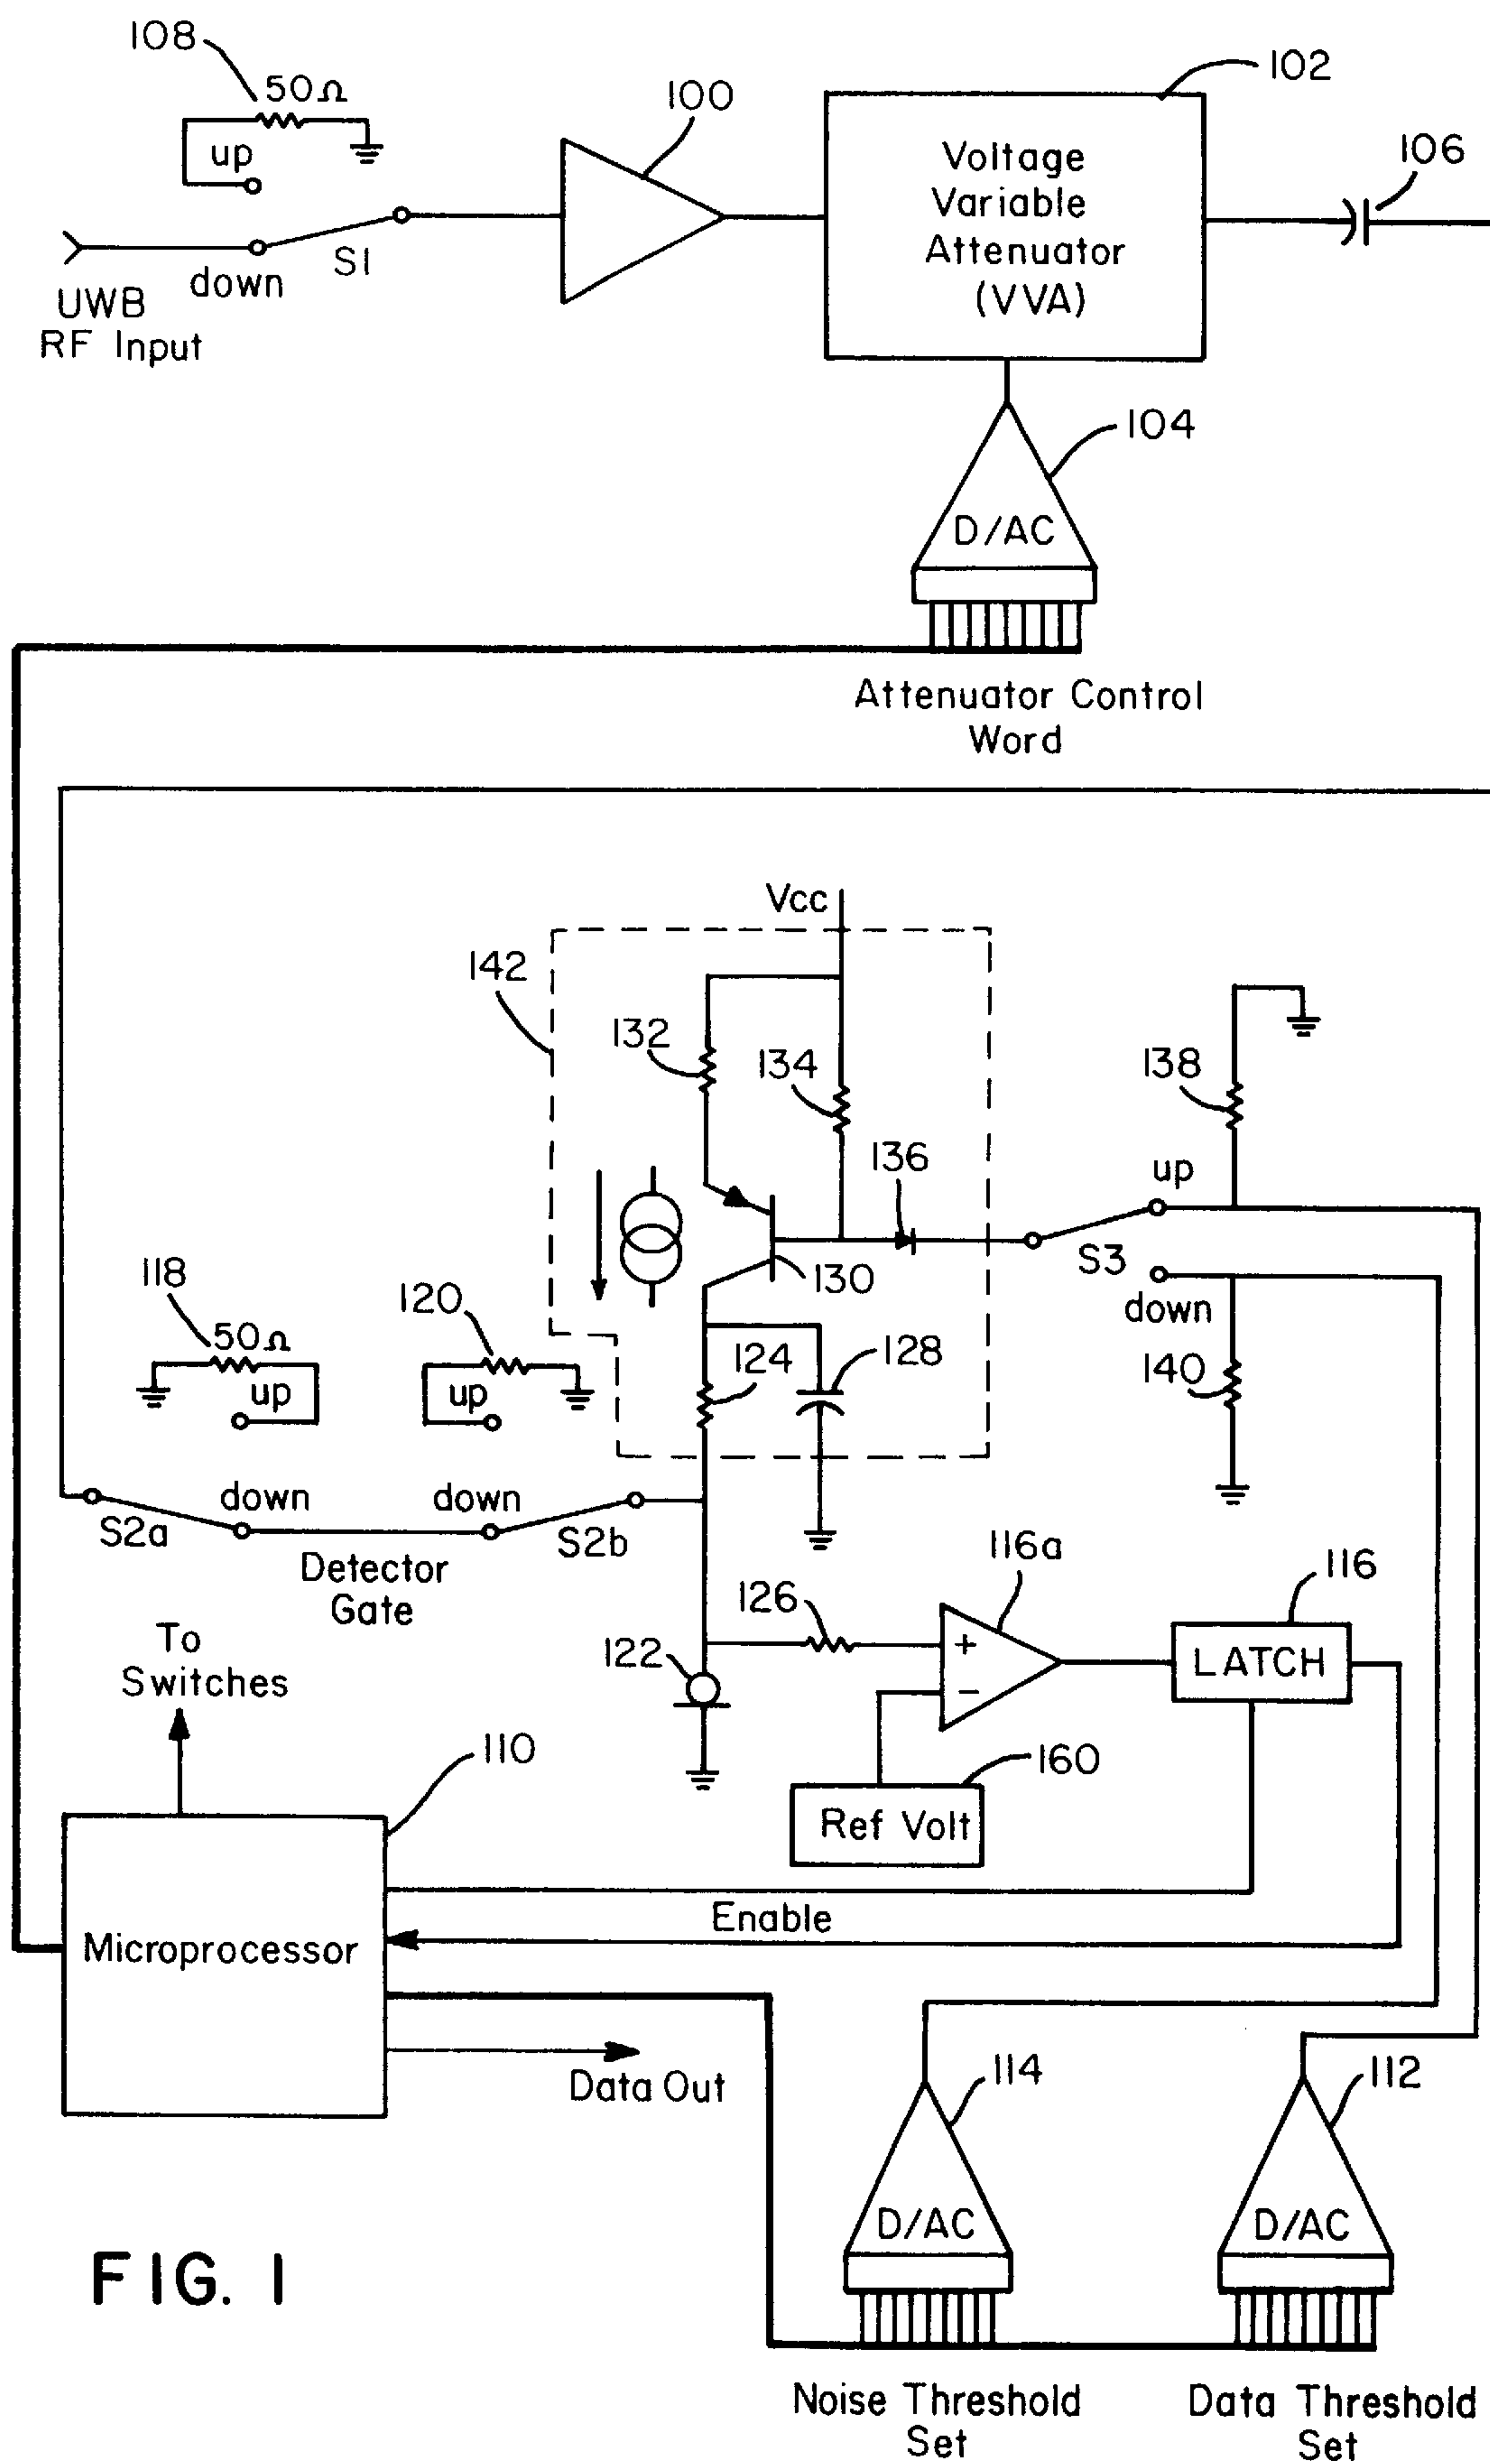 108
50Ω
up
100
102
Voltage
Variable
Attenuator
(VVA)
106
S1
down
UWB
RF Input
104
D/AC
Attenuator Control
Word
Vcc
142
132
134
138
136
up
S3
130
down
118
50Ω
up
120
up
124
128
140
down
S2a
down
S2b
Detector
Gate
116a
116
126
To
Switches
122
+
−
LATCH
110
160
Ref Volt
Enable
Microprocessor
Data Out
114
112
D/AC
D/AC
FIG. 1
Noise Threshold
Set
Data Threshold
Set